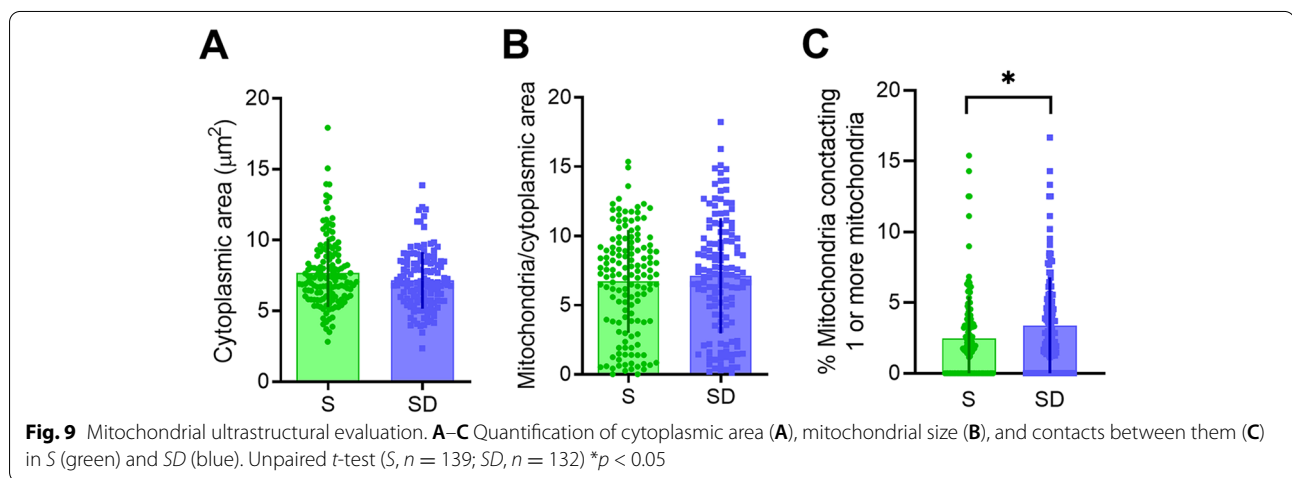 A
B
C
Cytoplasmic area (μm²)
20
15
10
5
0
S
SD
Mitochondria/cytoplasmic area
20
15
10
5
0
S
SD
% Mitochondria conctacting
1 or more mitochondria
20
15
10
5
0
*
S
SD
Fig. 9 Mitochondrial ultrastructural evaluation. A–C Quantification of cytoplasmic area (A), mitochondrial size (B), and contacts between them (C)
in S (green) and SD (blue). Unpaired t-test (S, n = 139; SD, n = 132) *p < 0.05